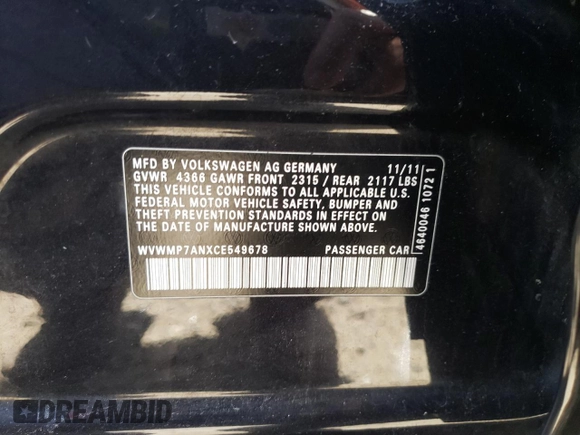 MFD BY VOLKSWAGEN AG GERMANY 11/11
GVWR 4366 GAWR FRONT 2315 / REAR 2117 LBS
THIS VEHICLE CONFORMS TO ALL APPLICABLE U.S.
FEDERAL MOTOR VEHICLE SAFETY, BUMPER AND
THEFT PREVENTION STANDARDS IN EFFECT ON
THE DATE OF MANUFACTURE SHOWN ABOVE.
WVWMP7ANXCE549678 PASSENGER CAR
4640046 1072 1
DREAMBID